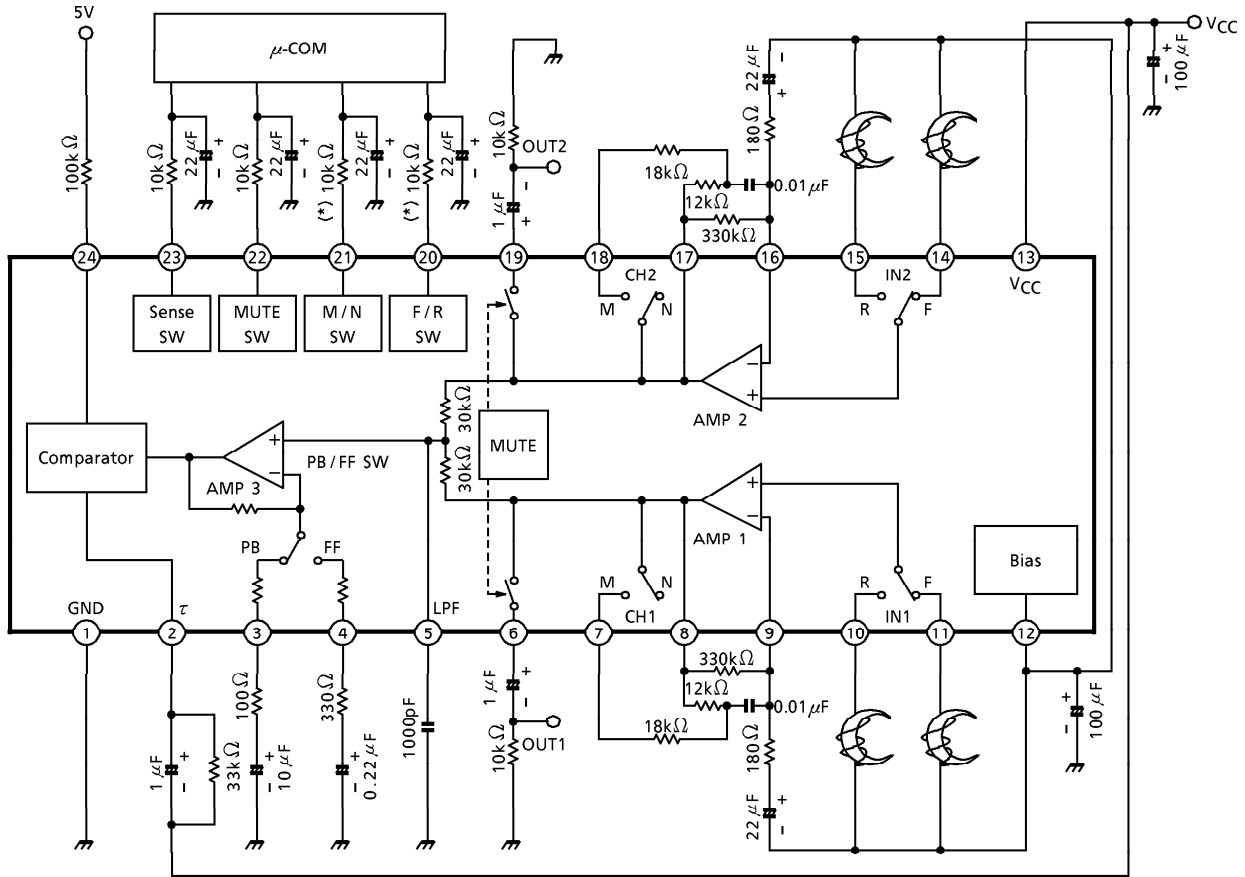 5V
μ-COM
VCC
100kΩ
10kΩ
22μF
+
-
10kΩ
22μF
+
-
(*) 10kΩ
22μF
+
-
(*) 10kΩ
22μF
+
-
10kΩ
OUT2
1μF
-
+
18kΩ
12kΩ
330kΩ
0.01μF
22μF
-
+
180Ω
+
-
100μF
24
23
22
21
20
19
18
17
16
15
14
13
Sense
SW
MUTE
SW
M/N
SW
F/R
SW
CH2
M
N
IN2
R
F
VCC
-
+
AMP 2
30kΩ
30kΩ
MUTE
Comparator
+
-
AMP 3
PB/FF SW
PB
FF
+
-
AMP 1
M
N
CH1
R
F
IN1
Bias
GND
τ
LPF
1
2
3
4
5
6
7
8
9
10
11
12
1μF
+
-
33kΩ
100Ω
+
-
10μF
330Ω
+
-
0.22μF
1000pF
1μF
+
-
10kΩ
OUT1
330kΩ
12kΩ
18kΩ
0.01μF
180Ω
22μF
+
-
+
-
100μF